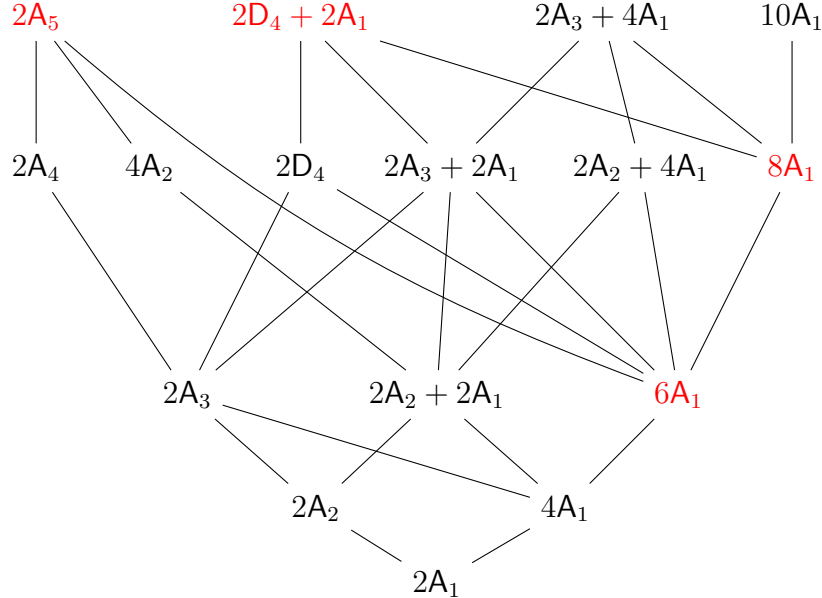 2A₅ 2D₄ + 2A₁ 2A₃ + 4A₁ 10A₁
2A₄ 4A₂ 2D₄ 2A₃ + 2A₁ 2A₂ + 4A₁ 8A₁
2A₃ 2A₂ + 2A₁ 6A₁
2A₂ 4A₁
2A₁